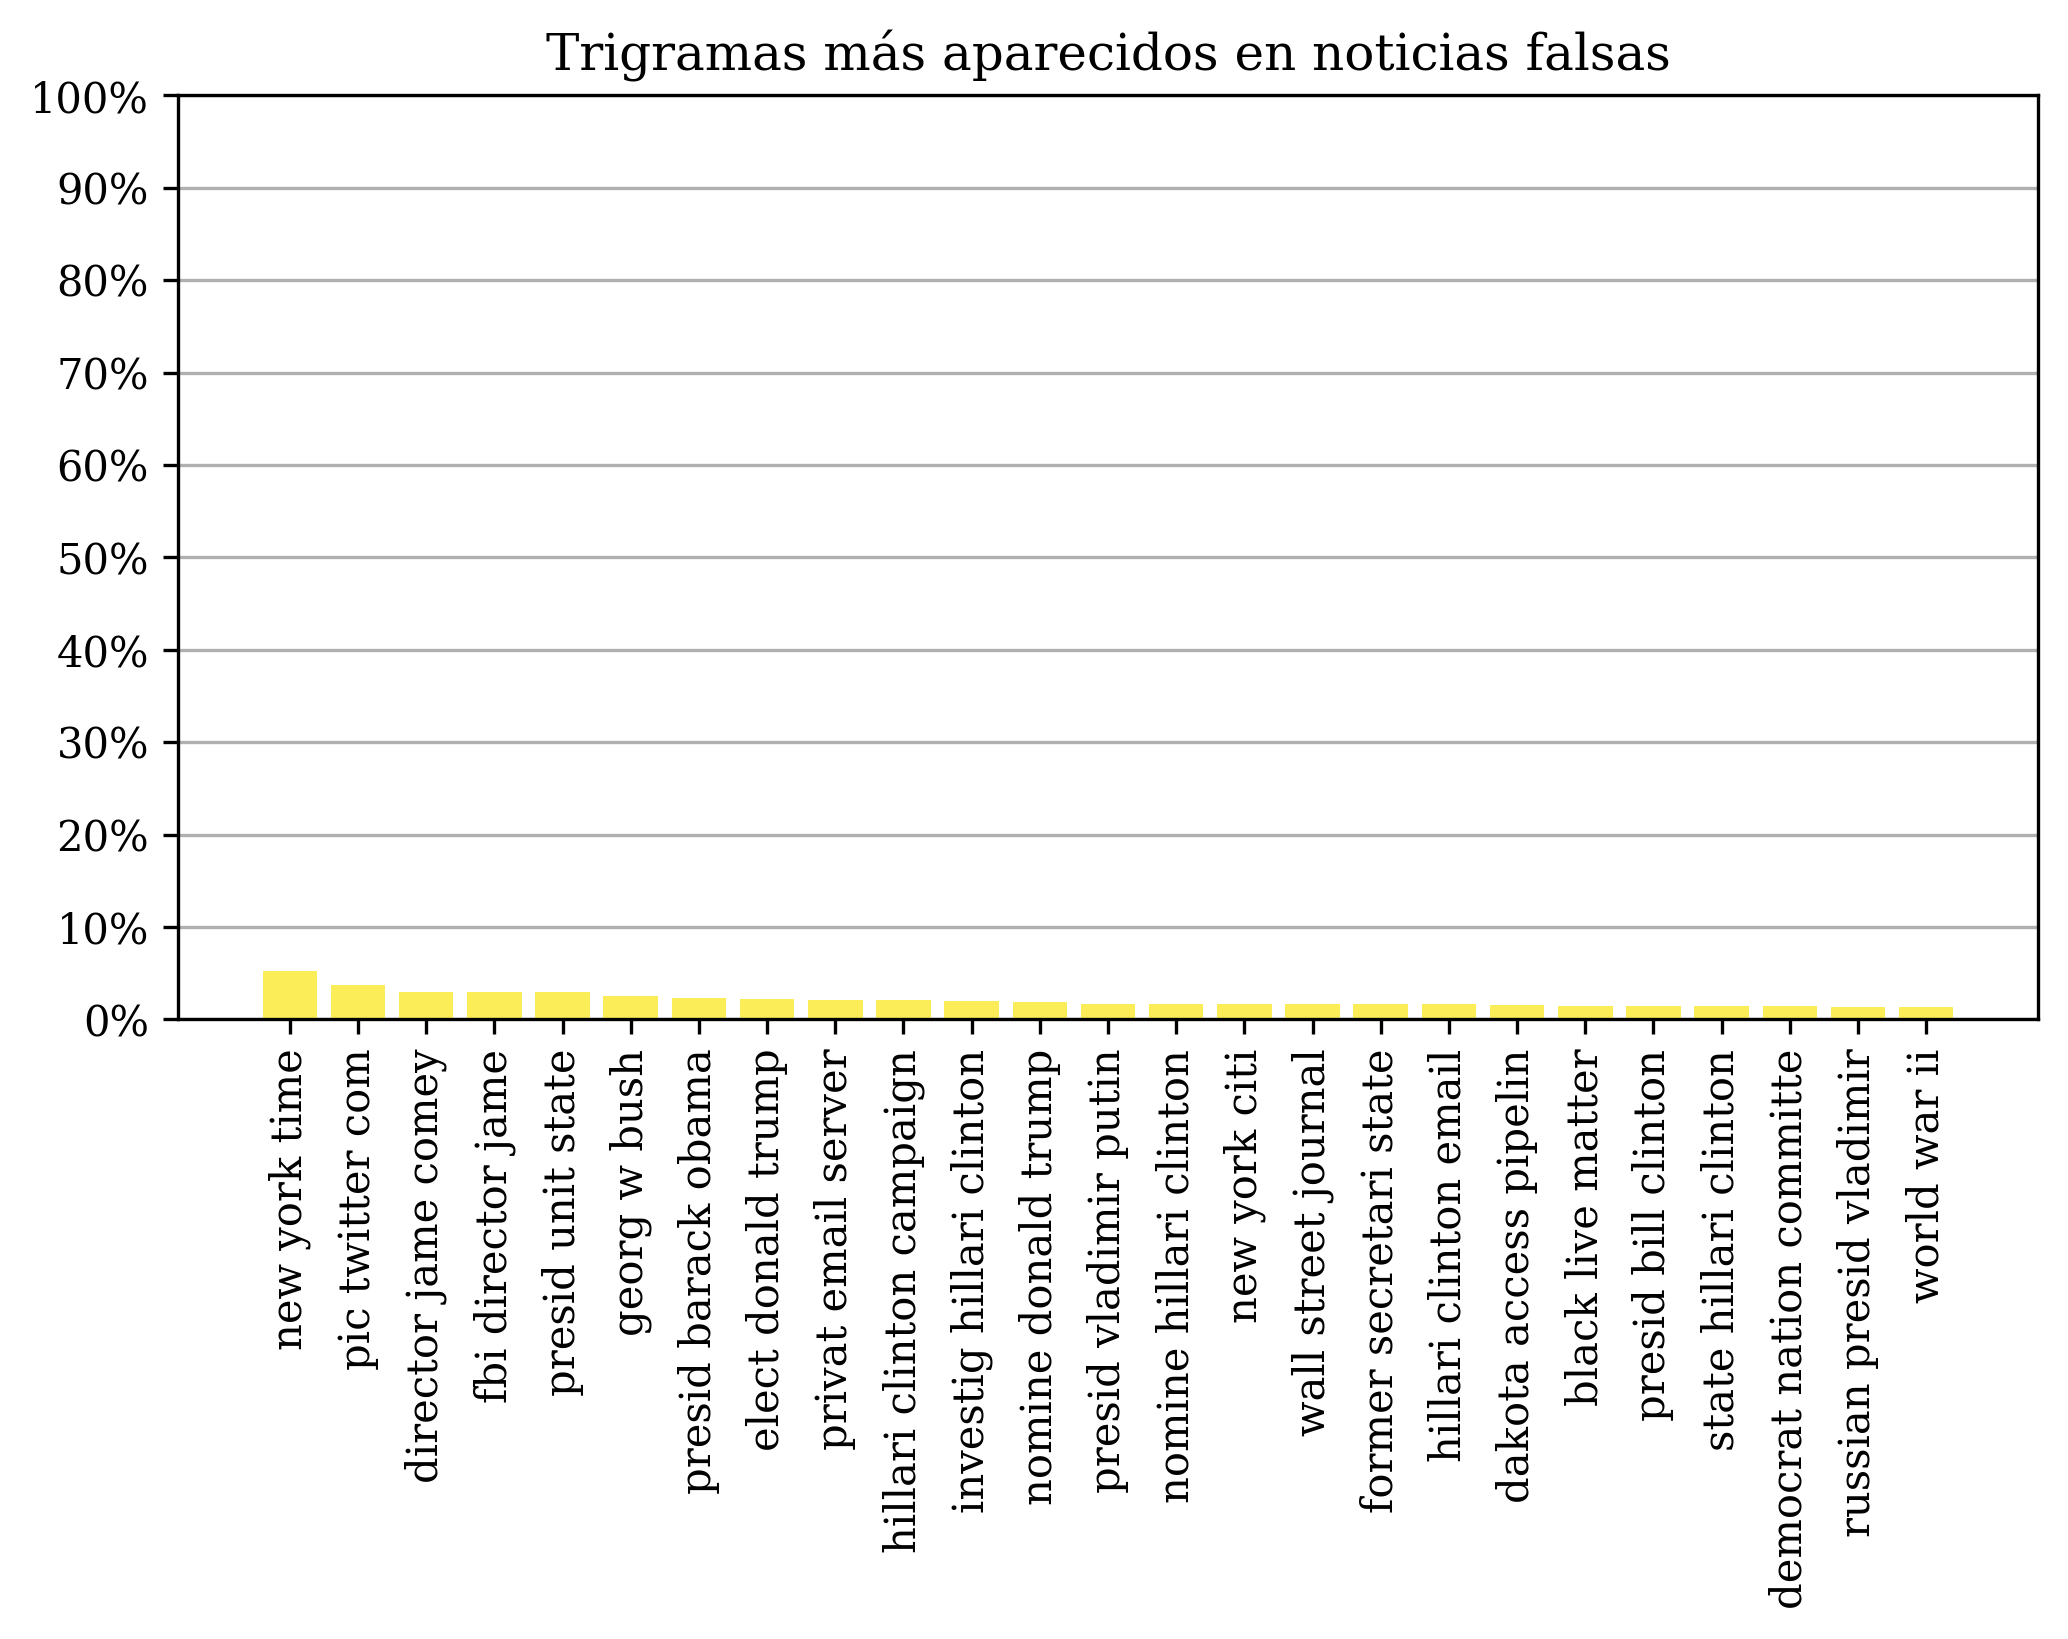 Trigramas más aparecidos en noticias falsas
100%
90%
80%
70%
60%
50%
40%
30%
20%
10%
0%
new york time
pic twitter com
director jame comey
fbi director jame
presid unit state
georg w bush
presid barack obama
elect donald trump
privat email server
hillari clinton campaign
investig hillari clinton
nomine donald trump
presid vladimir putin
nomine hillari clinton
new york citi
wall street journal
former secretari state
hillari clinton email
dakota access pipelin
black live matter
presid bill clinton
state hillari clinton
democrat nation committe
russian presid vladimir
world war ii